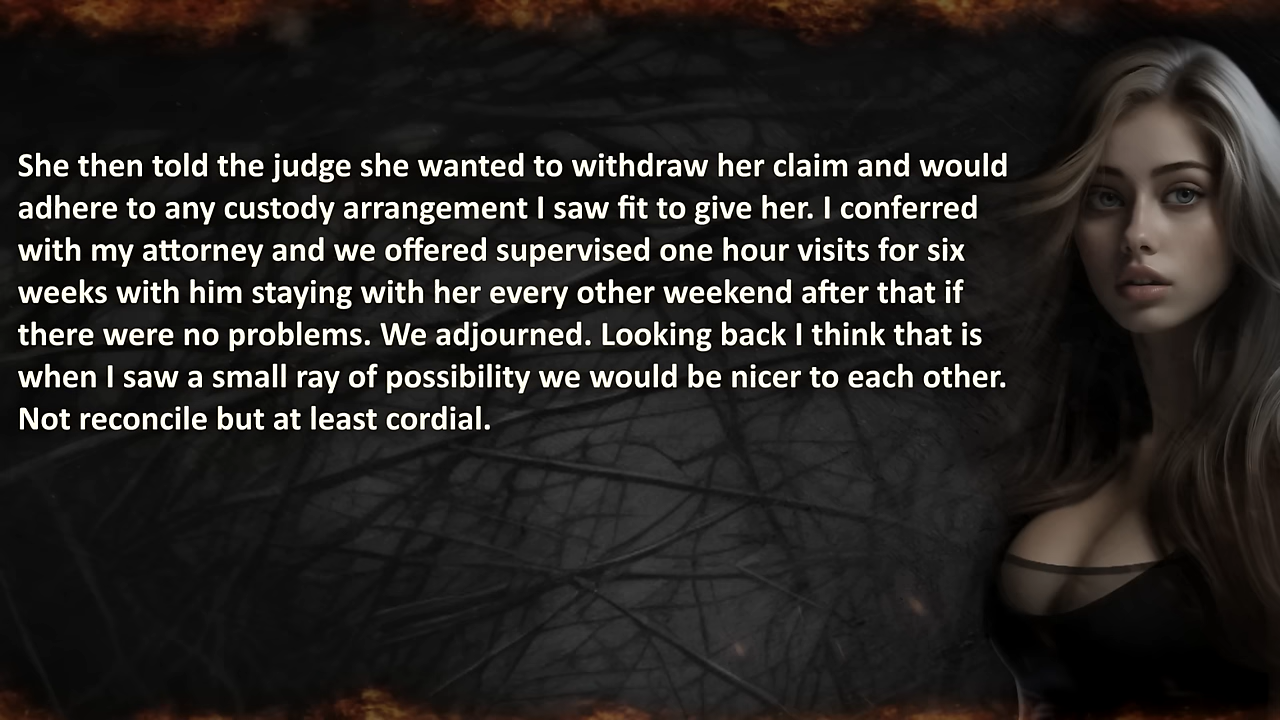 She then told the judge she wanted to withdraw her claim and would
adhere to any custody arrangement I saw fit to give her. I conferred
with my attorney and we offered supervised one hour visits for six
weeks with him staying with her every other weekend after that if
there were no problems. We adjourned. Looking back I think that is
when I saw a small ray of possibility we would be nicer to each other.
Not reconcile but at least cordial.